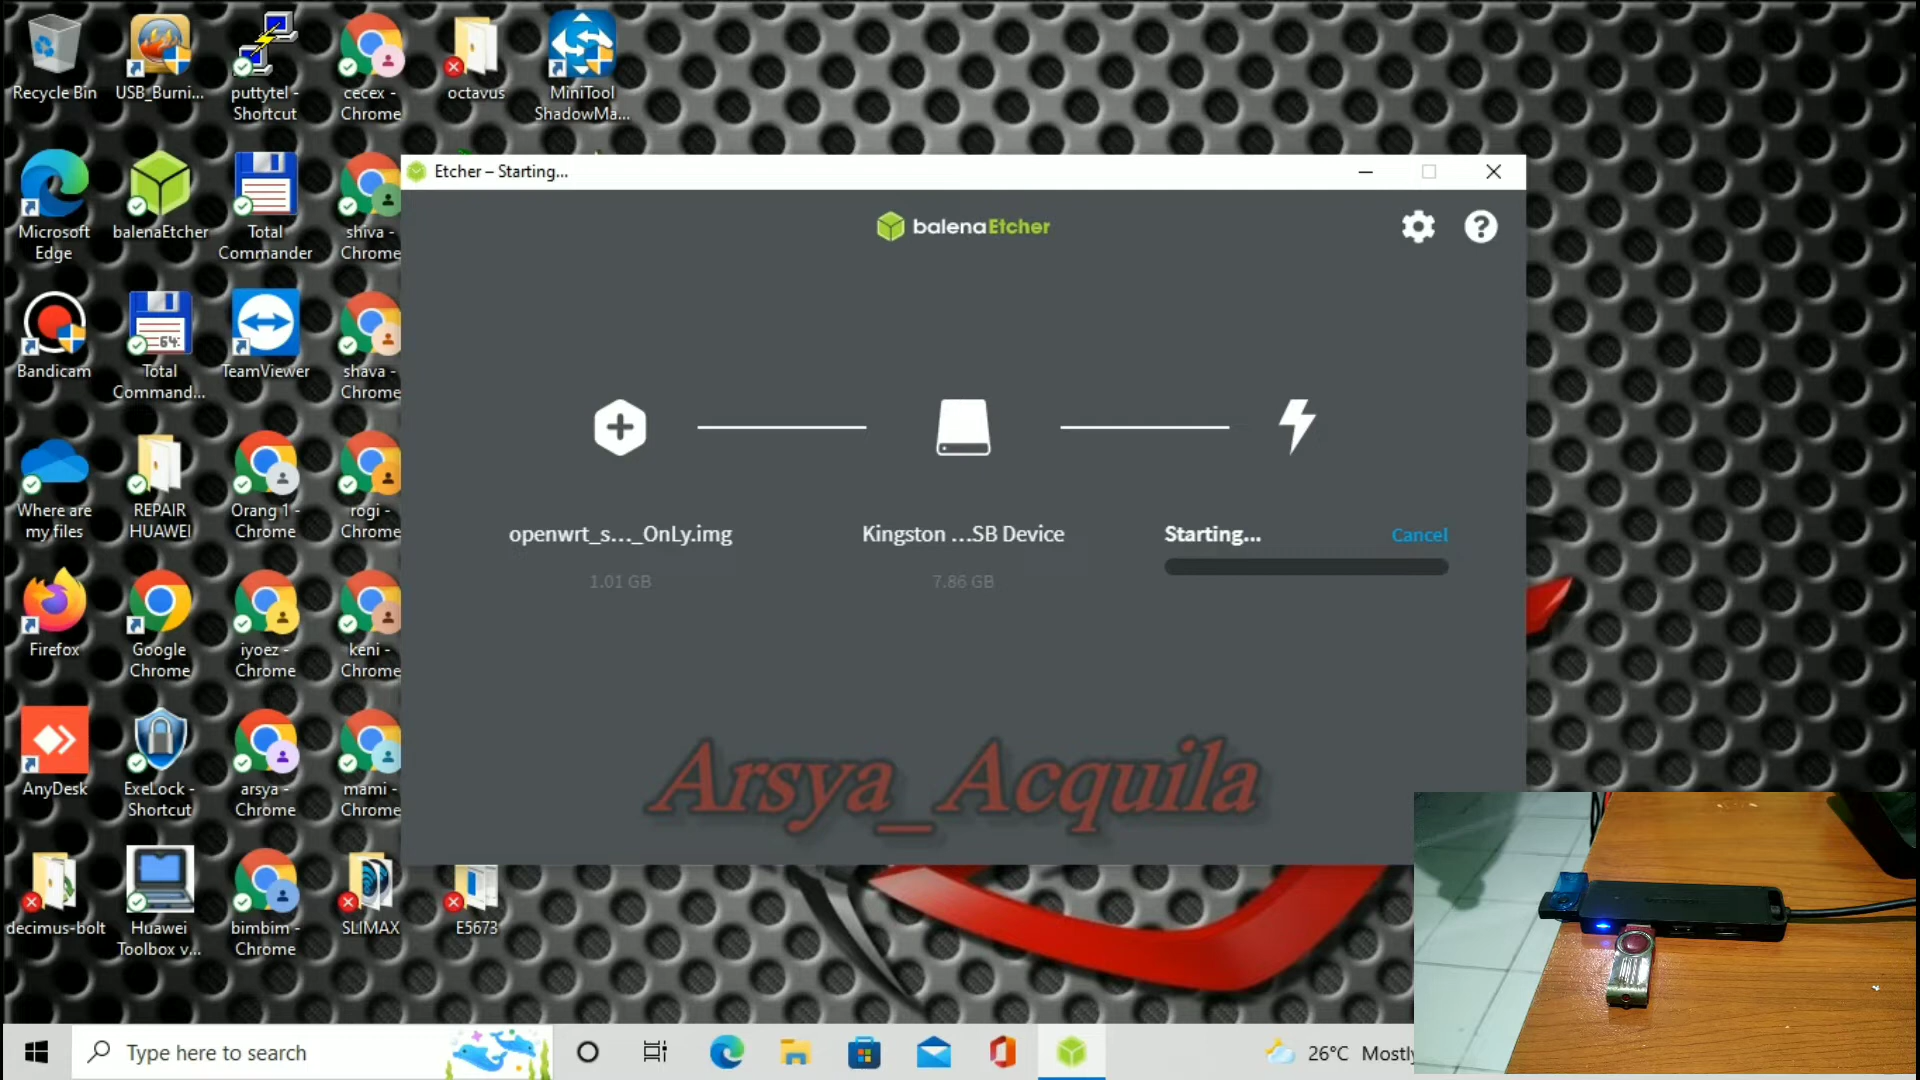 Recycle Bin
USB_Burni...
puttytel -
Shortcut
cecex -
Chrome
octavus
MiniTool
ShadowMa...
Microsoft
Edge
balenaEtcher
Total
Commander
shiva -
Chrome
Bandicam
Total
Command...
64
TeamViewer
shava -
Chrome
Where are
my files
REPAIR
HUAWEI
Orang 1 -
Chrome
rogi -
Chrome
Firefox
Google
Chrome
iyoez -
Chrome
keni -
Chrome
AnyDesk
ExeLock -
Shortcut
arsya -
Chrome
mami -
Chrome
decimus-bolt
Huawei
Toolbox v...
bimbim -
Chrome
SLIMAX
E5673
Etcher – Starting...
balenaEtcher
openwrt_s..._OnLy.img
1.01 GB
Kingston ...SB Device
7.86 GB
Starting...
Cancel
Arsya_Acquila
Type here to search
26°C Mostly